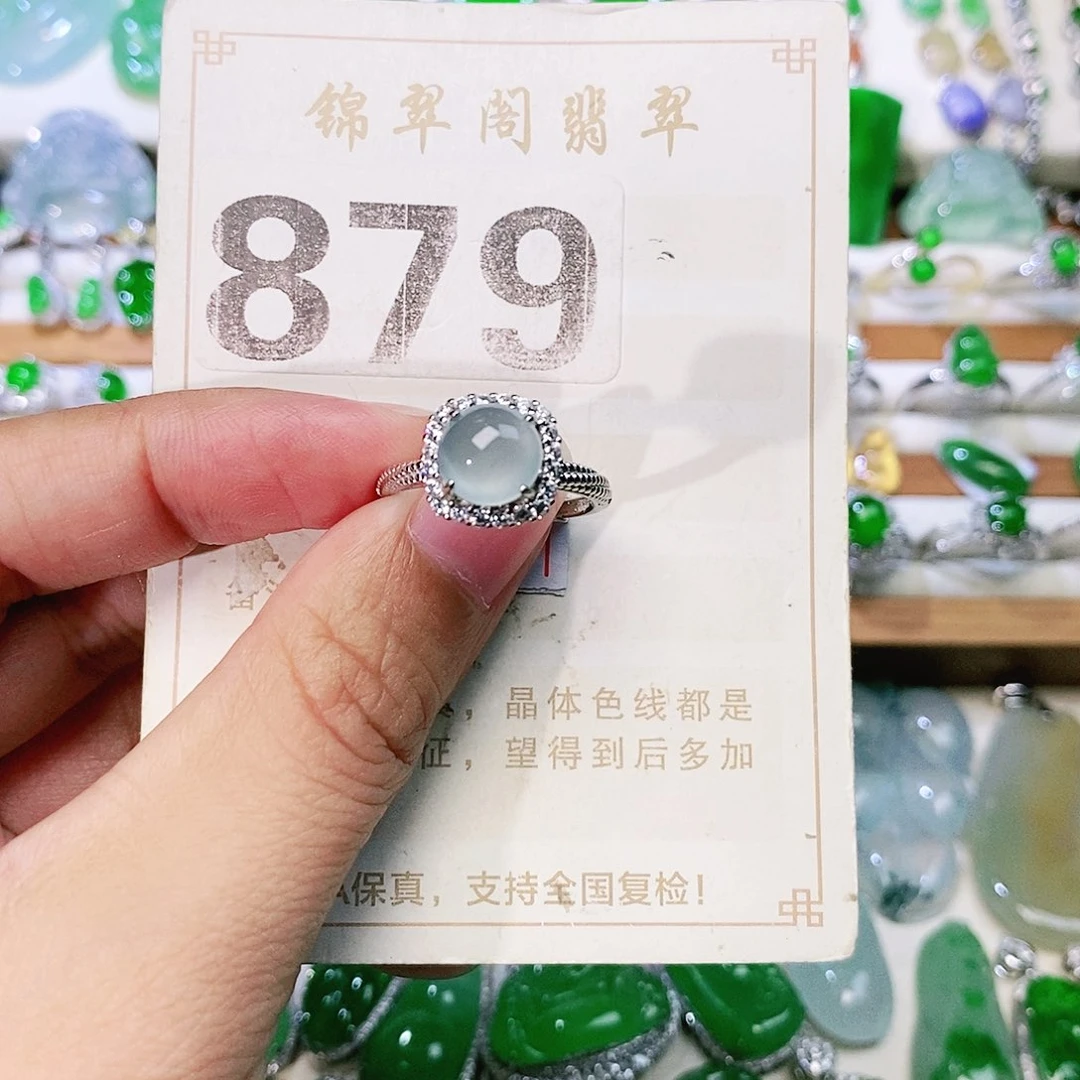 锦翠阁翡翠
879
，晶体色线都是
征，望得到后多加
A保真，支持全国复检！